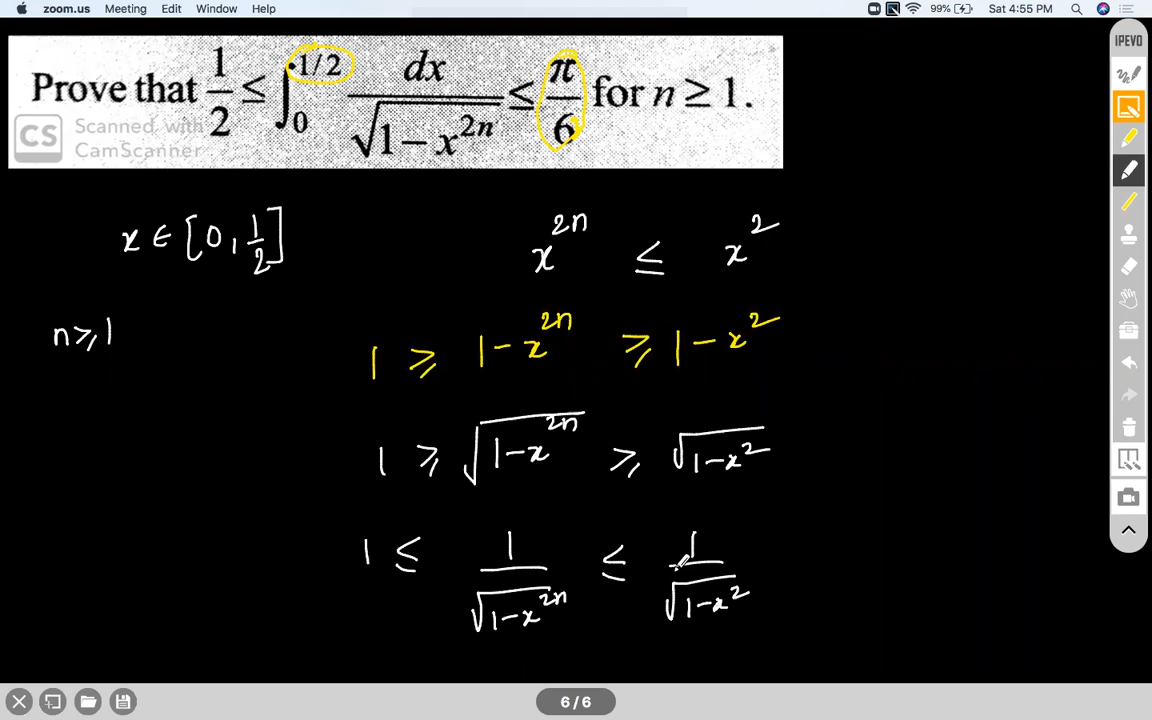 zoom.us Meeting Edit Window Help 99% Sat 4:55 PM
IPEVO
Prove that 1/2 ≤ ∫₀^{1/2} dx/√(1−x^{2n}) ≤ π/6 for n ≥ 1.
CS Scanned with CamScanner
x ∈ [0, 1/2]
x^{2n} ≤ x^2
n ≥ 1
1 ≥ 1−x^{2n} ≥ 1−x^2
1 ≥ √(1−x^{2n}) ≥ √(1−x^2)
1 ≤ 1/√(1−x^{2n}) ≤ 1/√(1−x^2)
6/6